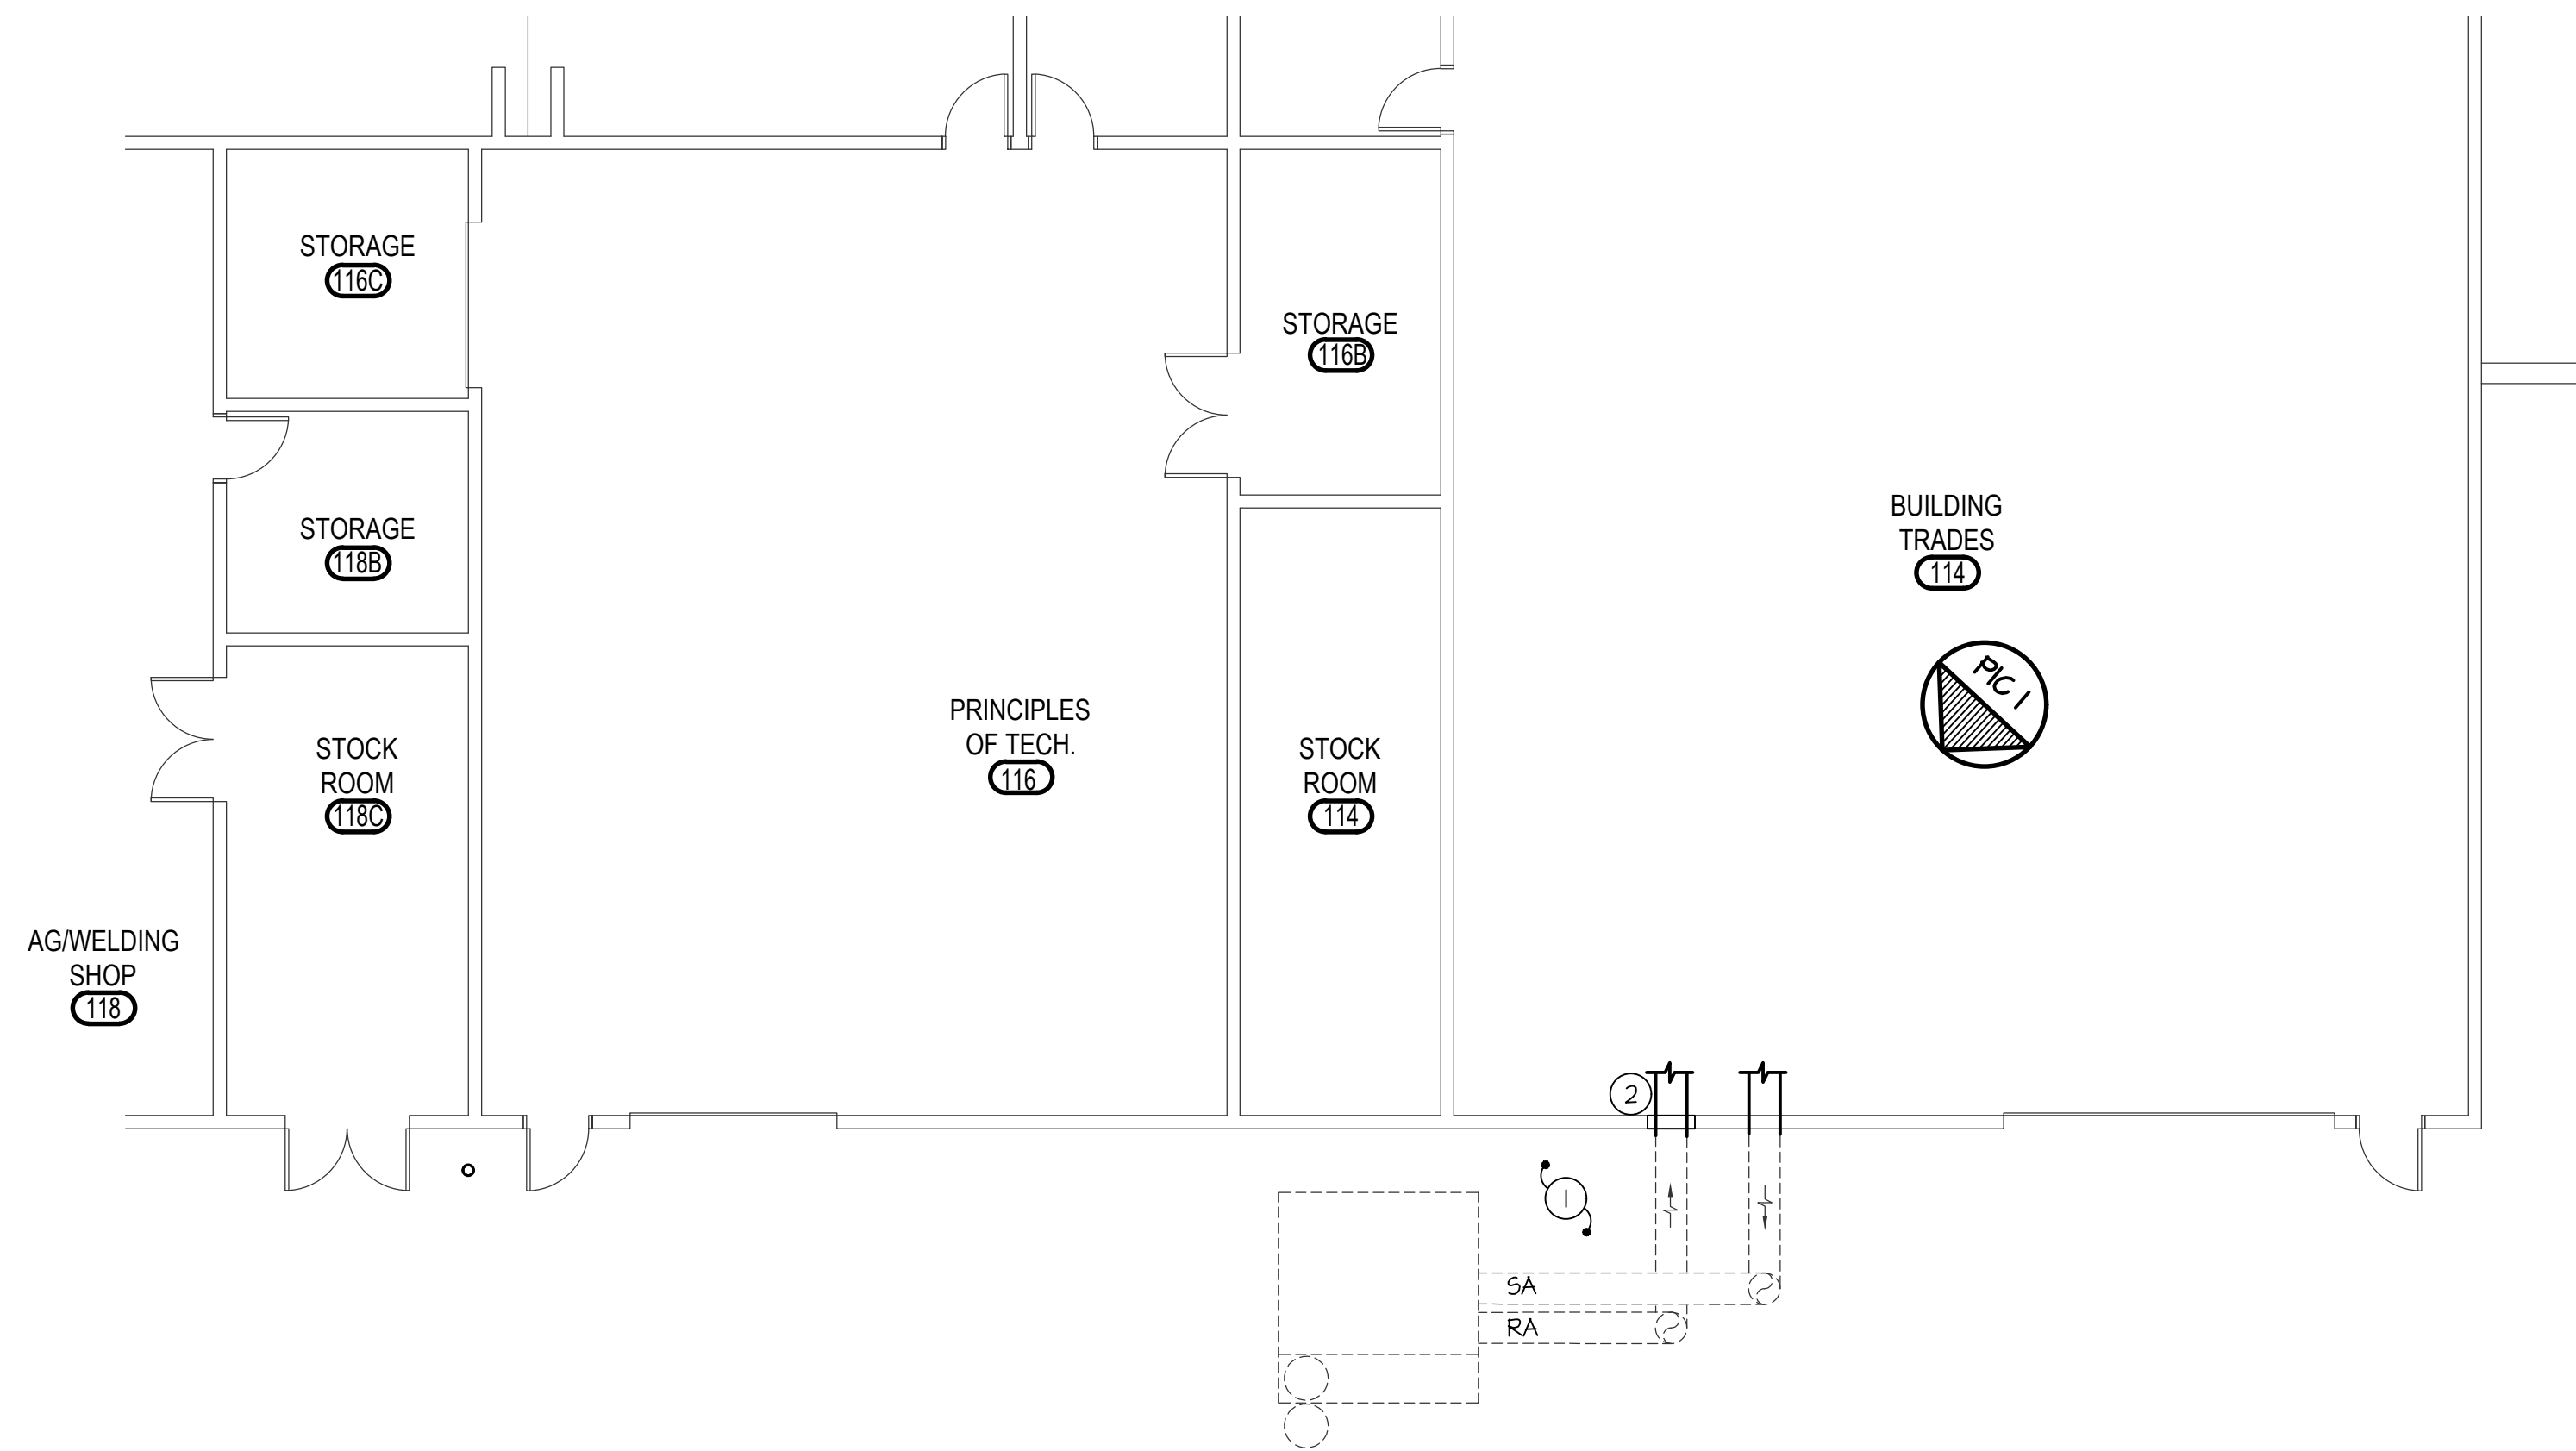 STORAGE
116C
STORAGE
116B
BUILDING
TRADES
114
STORAGE
118B
PIC 1
PRINCIPLES
OF TECH.
116
STOCK
ROOM
118C
STOCK
ROOM
114
AG/WELDING
SHOP
118
2
1
SA
RA